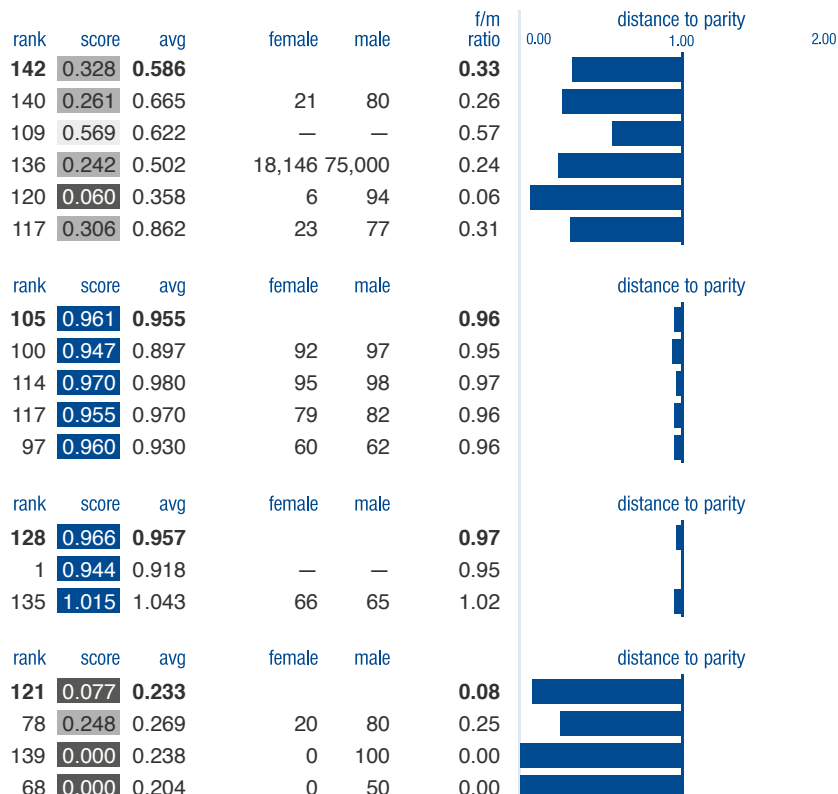 f/m distance to parity
rank score avg female male ratio 0.00 1.00 2.00
142 0.328 0.586 0.33
140 0.261 0.665 21 80 0.26
109 0.569 0.622 — — 0.57
136 0.242 0.502 18,146 75,000 0.24
120 0.060 0.358 6 94 0.06
117 0.306 0.862 23 77 0.31
rank score avg female male distance to parity
105 0.961 0.955 0.96
100 0.947 0.897 92 97 0.95
114 0.970 0.980 95 98 0.97
117 0.955 0.970 79 82 0.96
97 0.960 0.930 60 62 0.96
rank score avg female male distance to parity
128 0.966 0.957 0.97
1 0.944 0.918 — — 0.95
135 1.015 1.043 66 65 1.02
rank score avg female male distance to parity
121 0.077 0.233 0.08
78 0.248 0.269 20 80 0.25
139 0.000 0.238 0 100 0.00
68 0.000 0.204 0 50 0.00